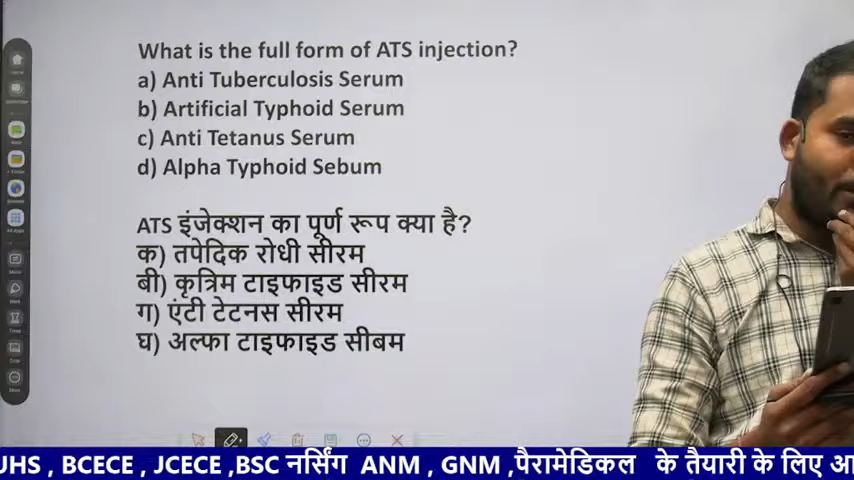 What is the full form of ATS injection?
a) Anti Tuberculosis Serum
b) Artificial Typhoid Serum
c) Anti Tetanus Serum
d) Alpha Typhoid Sebum
ATS इंजेक्शन का पूर्ण रूप क्या है?
क) तपेदिक रोधी सीरम
बी) कृत्रिम टाइफाइड सीरम
ग) एंटी टेटनस सीरम
घ) अल्फा टाइफाइड सीबम
UHS , BCECE , JCECE ,BSC नर्सिंग ANM , GNM ,पैरामेडिकल के तैयारी के लिए